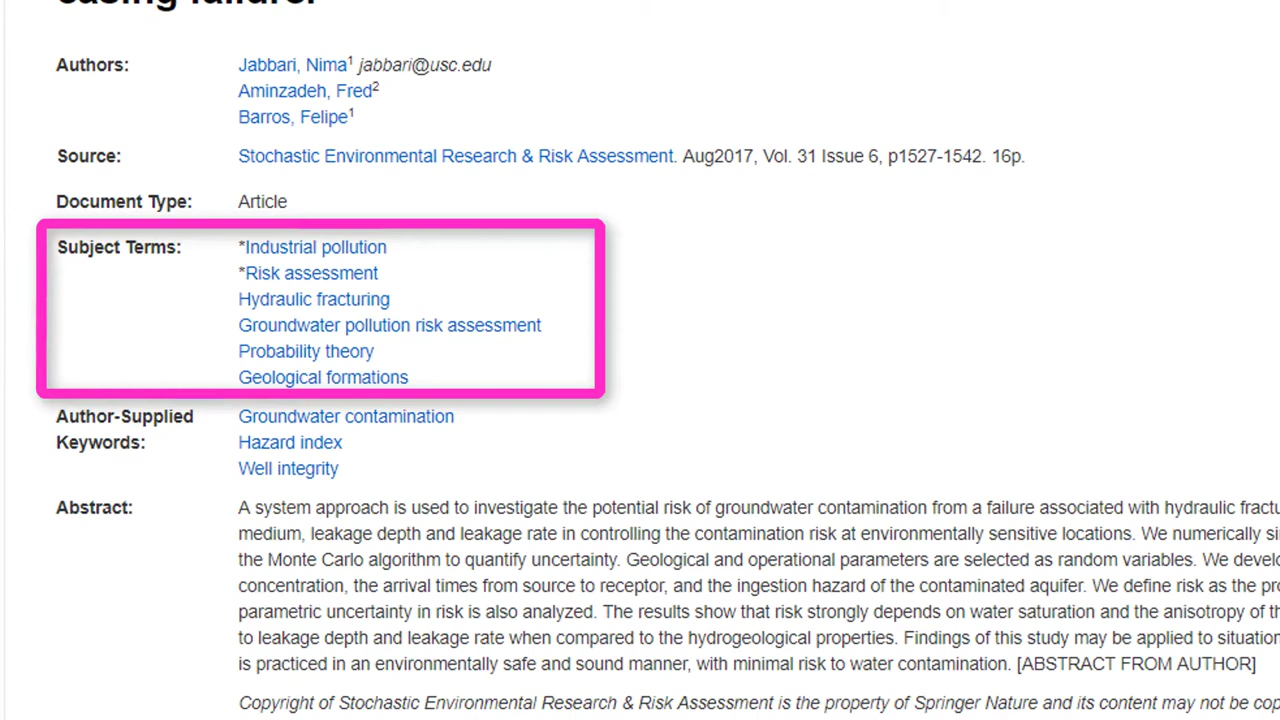 casing failure.
Authors: Jabbari, Nima1 jabbari@usc.edu
Aminzadeh, Fred2
Barros, Felipe1
Source: Stochastic Environmental Research & Risk Assessment. Aug2017, Vol. 31 Issue 6, p1527-1542. 16p.
Document Type: Article
Subject Terms: *Industrial pollution
*Risk assessment
Hydraulic fracturing
Groundwater pollution risk assessment
Probability theory
Geological formations
Author-Supplied Groundwater contamination
Keywords: Hazard index
Well integrity
Abstract: A system approach is used to investigate the potential risk of groundwater contamination from a failure associated with hydraulic
medium, leakage depth and leakage rate in controlling the contamination risk at environmentally sensitive locations. We numerically
the Monte Carlo algorithm to quantify uncertainty. Geological and operational parameters are selected as random variables. We
concentration, the arrival times from source to receptor, and the ingestion hazard of the contaminated aquifer. We define risk as the
parametric uncertainty in risk is also analyzed. The results show that risk strongly depends on water saturation and the anisotropy of
to leakage depth and leakage rate when compared to the hydrogeological properties. Findings of this study may be applied to
is practiced in an environmentally safe and sound manner, with minimal risk to water contamination. [ABSTRACT FROM AUTHOR]
Copyright of Stochastic Environmental Research & Risk Assessment is the property of Springer Nature and its content may not be